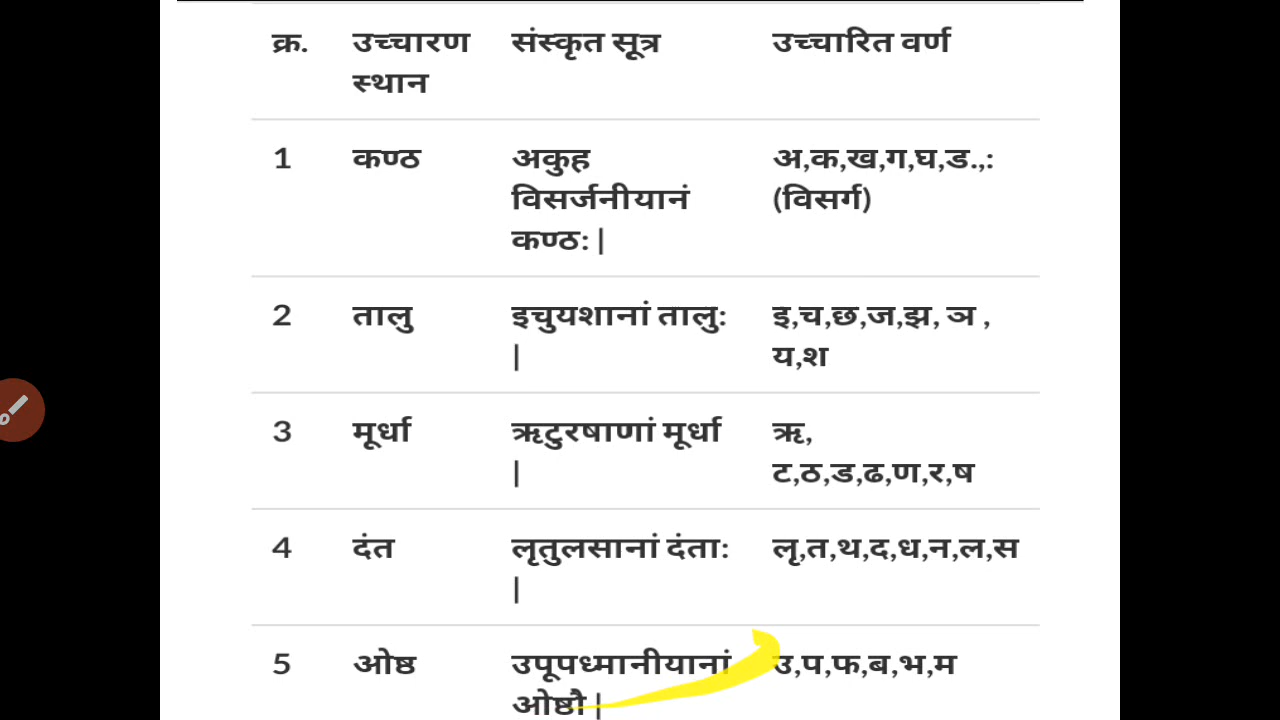 क्र. उच्चारण संस्कृत सूत्र उच्चारित वर्ण
स्थान
1 कण्ठ अकुह अ,क,ख,ग,घ,ड.,:
विसर्जनीयानं (विसर्ग)
कण्ठः |
2 तालु इचुयशानां तालु: इ,च,छ,ज,झ, ञ ,
| य,श
3 मूर्धा ऋटुरषाणां मूर्धा ऋ,
| ट,ठ,ड,ढ,ण,र,ष
4 दंत लृतुलसानां दंता: लृ,त,थ,द,ध,न,ल,स
|
5 ओष्ठ उपूपध्मानीयानां उ,प,फ,ब,भ,म
ओष्ठौ |